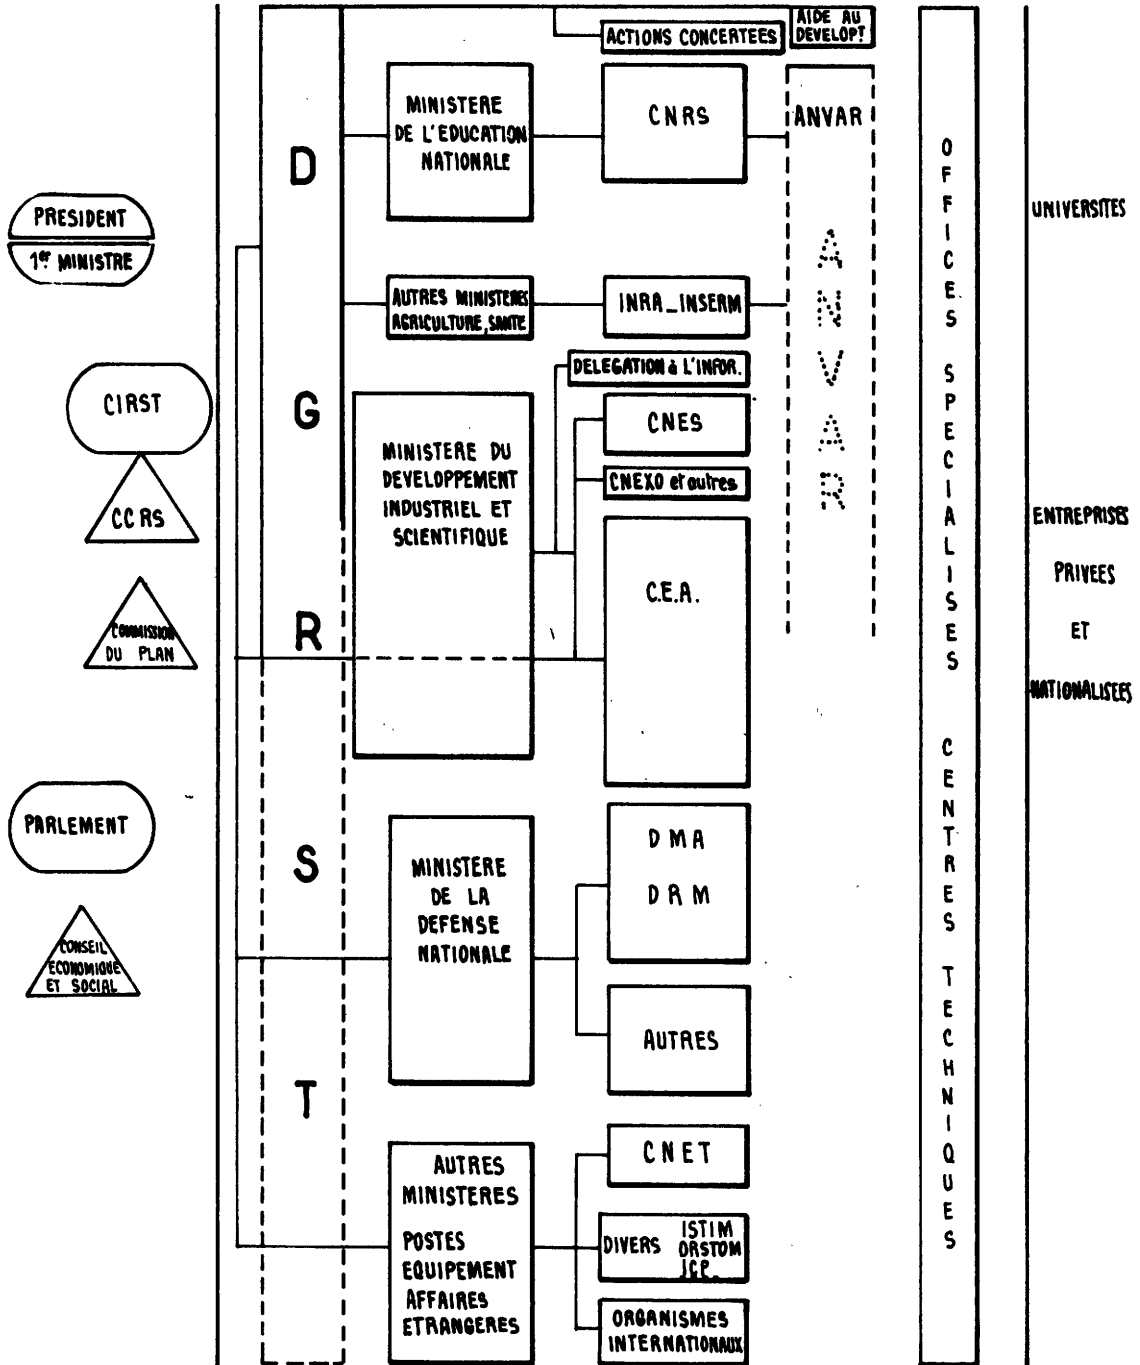 ACTIONS CONCERTEES
AIDE AU
DEVELOPT
PRESIDENT
1er MINISTRE
CIRST
CCRS
COMMISSION
DU PLAN
PARLEMENT
CONSEIL
ECONOMIQUE
ET SOCIAL
D
G
R
S
T
MINISTERE
DE L'EDUCATION
NATIONALE
CNRS
ANVAR
AUTRES MINISTERES
AGRICULTURE, SANTE
INRA_INSERM
A
N
V
A
R
MINISTERE DU
DEVELOPPEMENT
INDUSTRIEL ET
SCIENTIFIQUE
DELEGATION à L'INFOR.
CNES
CNEXO et autres
C.E.A.
MINISTERE
DE LA
DEFENSE
NATIONALE
DMA
DRM
AUTRES
AUTRES
MINISTERES
POSTES
EQUIPEMENT
AFFAIRES
ETRANGERES
CNET
DIVERS ISTIM
ORSTOM
ORGANISMES
INTERNATIONAUX
OFFICES SPECIALISES CENTRES TECHNIQUES
UNIVERSITES
ENTREPRISES
PRIVEES
ET
NATIONALISEES